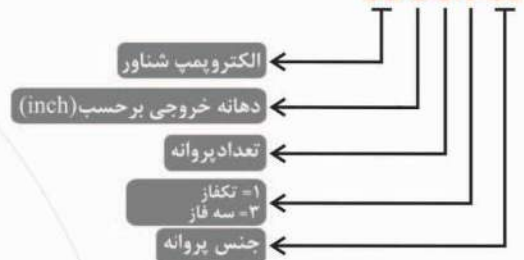 الکتروپمپ شناور
دهانه خروجی برحسب(inch)
تعدادپروانه
۱= تکفاز
۳= سه فاز
جنس پروانه